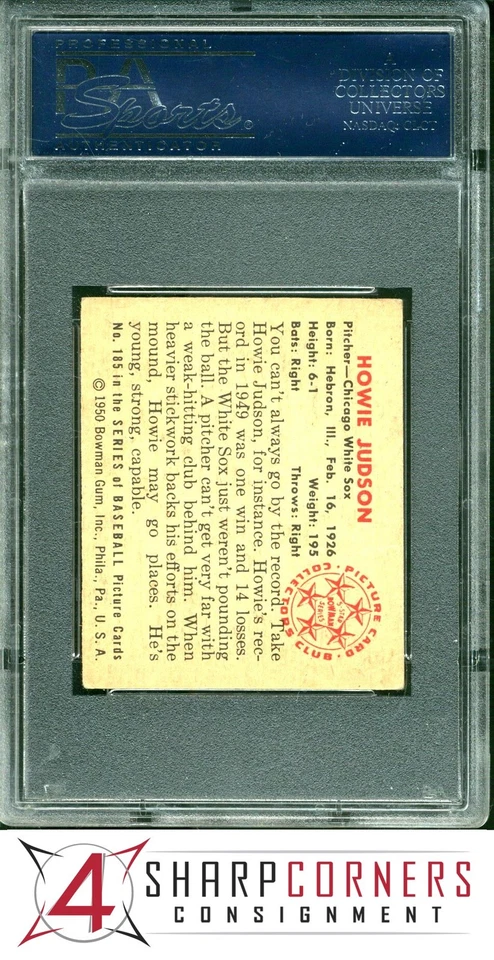 PROFESSIONAL
PSA
Sports
AUTHENTICATOR
A
DIVISION OF
COLLECTORS
UNIVERSE
NASDAQ: CLCT
HOWIE JUDSON
Pitcher—Chicago White Sox
Born: Hebron, Ill., Feb. 16, 1926
Height: 6-1 Weight: 195
Bats: Right Throws: Right
PICTURE CARD COLLECTORS CLUB
5-STAR
BOWMAN
SERIES
You can't always go by the record. Take
Howie Judson, for instance. Howie's rec-
ord in 1949 was one win and 14 losses.
But the White Sox just weren't pounding
the ball. A pitcher can't get very far with
a weak-hitting club behind him. When
heavier stickwork backs his efforts on the
mound, Howie may go places. He's
young, strong, capable.
No. 185 in the SERIES of BASEBALL Picture Cards
© 1950 Bowman Gum, Inc., Phila., Pa., U. S. A.
4 SHARPCORNERS
CONSIGNMENT